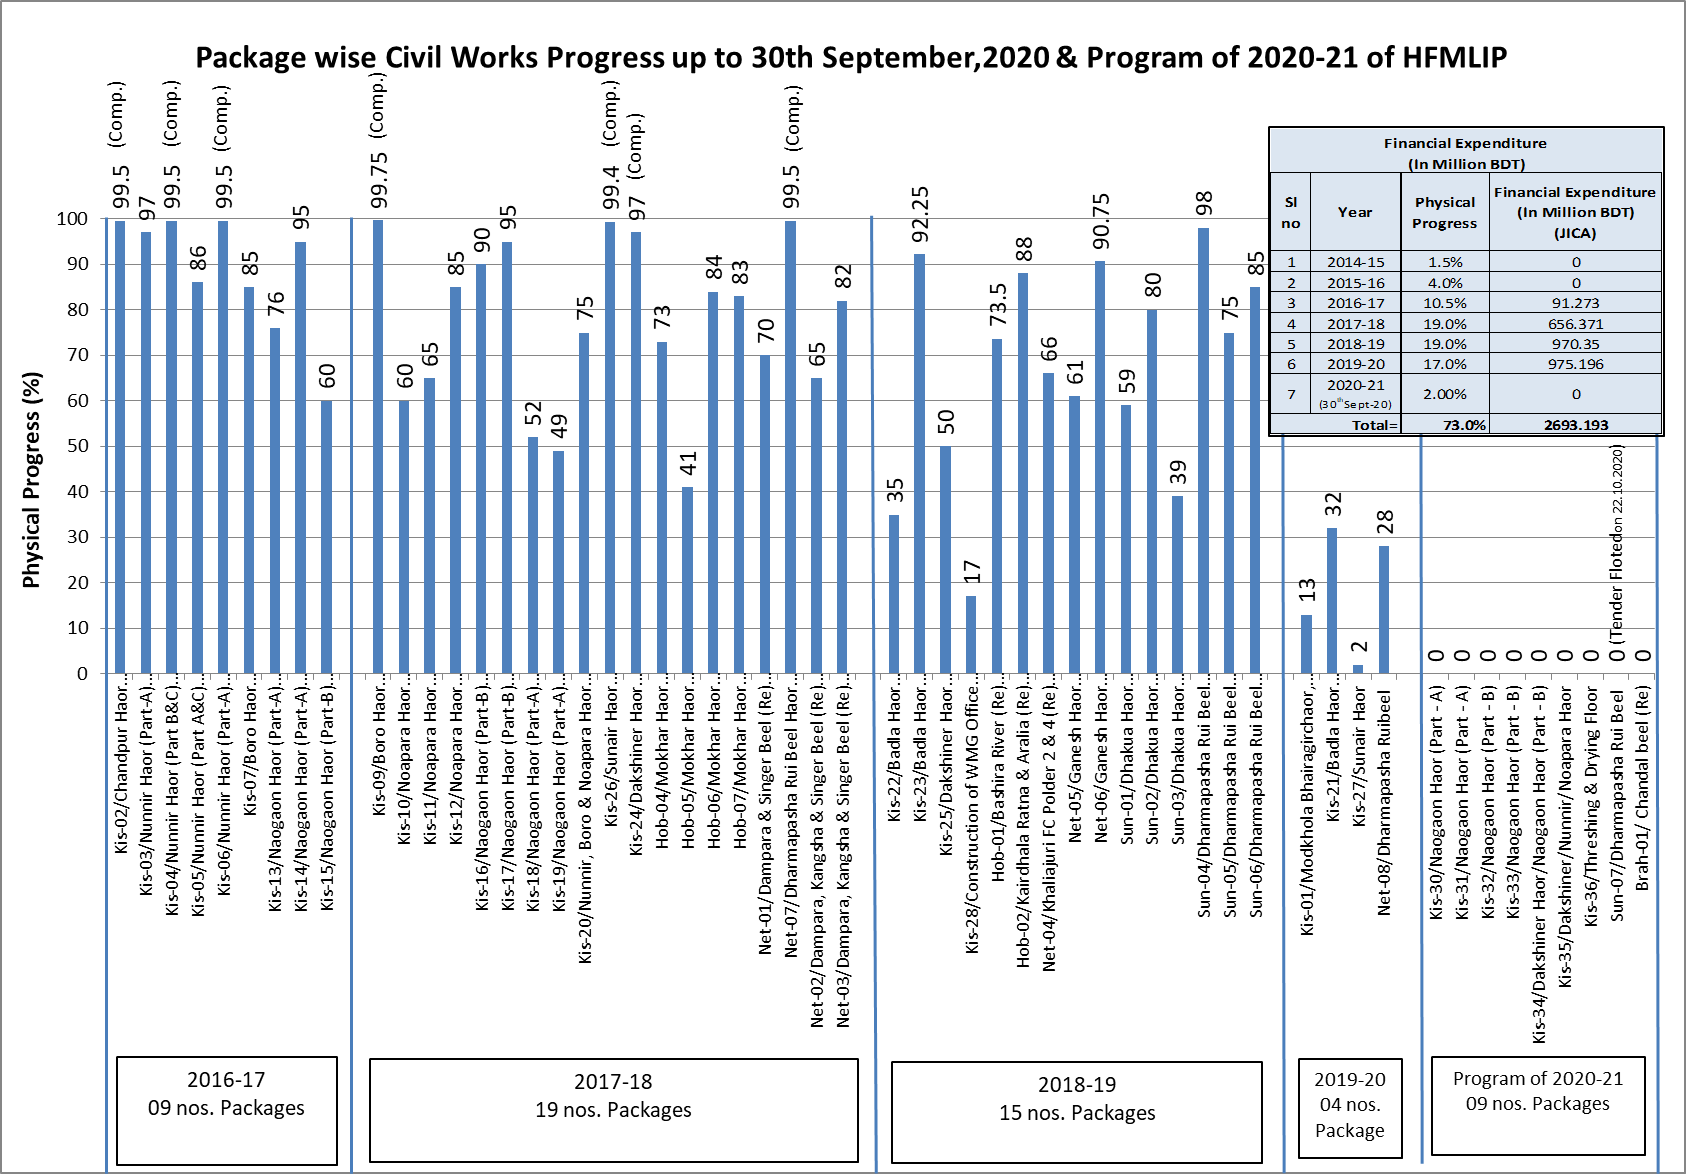 Package wise Civil Works Progress up to 30th September,2020 & Program of 2020-21 of HFMLIP
Physical Progress (%)
100
90
80
70
60
50
40
30
20
10
0
99.5 (Comp.)
97
99.5 (Comp.)
86
99.5 (Comp.)
85
76
95
60
99.75 (Comp.)
60
65
85
90
95
52
49
75
99.4 (Comp.)
97 (Comp.)
73
41
84
83
70
99.5 (Comp.)
65
82
35
92.25
50
17
73.5
88
66
61
90.75
59
80
39
98
75
85
13
32
2
28
0
0
0
0
0
0
0
0 (Tender Flotedon 22.10.2020)
0
Financial Expenditure
(In Million BDT)
Sl no
Year
Physical Progress
Financial Expenditure (In Million BDT) (JICA)
1 2014-15 1.5% 0
2 2015-16 4.0% 0
3 2016-17 10.5% 91.273
4 2017-18 19.0% 656.371
5 2018-19 19.0% 970.35
6 2019-20 17.0% 975.196
7 2020-21 (30thSept-20) 2.00% 0
Total= 73.0% 2693.193
Kis-02/Chandpur Haor...
Kis-03/Nunnir Haor (Part-A)...
Kis-04/Nunnir Haor (Part B&C)...
Kis-05/Nunnir Haor (Part A&C)...
Kis-06/Nunnir Haor (Part-A)...
Kis-07/Boro Haor...
Kis-13/Naogaon Haor (Part-A)...
Kis-14/Naogaon Haor (Part-A)...
Kis-15/Naogaon Haor (Part-B)...
Kis-09/Boro Haor...
Kis-10/Noapara Haor...
Kis-11/Noapara Haor...
Kis-12/Noapara Haor...
Kis-16/Naogaon Haor (Part-B)...
Kis-17/Naogaon Haor (Part-B)...
Kis-18/Naogaon Haor (Part-A)...
Kis-19/Naogaon Haor (Part-A)...
Kis-20/Nunnir, Boro & Noapara Haor...
Kis-26/Sunair Haor...
Kis-24/Dakshiner Haor...
Hob-04/Mokhar Haor...
Hob-05/Mokhar Haor...
Hob-06/Mokhar Haor...
Hob-07/Mokhar Haor...
Net-01/Dampara & Singer Beel (Re)...
Net-07/Dharmapasha Rui Beel Haor...
Net-02/Dampara, Kangsha & Singer Beel (Re)...
Net-03/Dampara, Kangsha & Singer Beel (Re)...
Kis-22/Badla Haor...
Kis-23/Badla Haor...
Kis-25/Dakshiner Haor...
Kis-28/Construction of WMG Office...
Hob-01/Bashira River (Re)...
Hob-02/Kairdhala Ratna & Aralia (Re)...
Net-04/Khaliajuri FC Polder 2 & 4 (Re)...
Net-05/Ganesh Haor
Net-06/Ganesh Haor
Sun-01/Dhakua Haor
Sun-02/Dhakua Haor...
Sun-03/Dhakua Haor...
Sun-04/Dharmapasha Rui Beel...
Sun-05/Dharmapasha Rui Beel...
Sun-06/Dharmapasha Rui Beel...
Kis-01/Modkhola Bhairagirchaor,...
Kis-21/Badla Haor...
Kis-27/Sunair Haor
Net-08/Dharmapasha Ruibeel
Kis-30/Naogaon Haor (Part - A)
Kis-31/Naogaon Haor (Part - A)
Kis-32/Naogaon Haor (Part - B)
Kis-33/Naogaon Haor (Part - B)
Kis-34/Dakshiner Haor/Naogaon Haor (Part - B)
Kis-35/Dakshiner/Nunnir/Noapara Haor
Kis-36/Threshing & Drying Floor
Sun-07/Dharmapasha Rui Beel
Brah-01/ Chandal beel (Re)
2016-17
09 nos. Packages
2017-18
19 nos. Packages
2018-19
15 nos. Packages
2019-20
04 nos.
Package
Program of 2020-21
09 nos. Packages